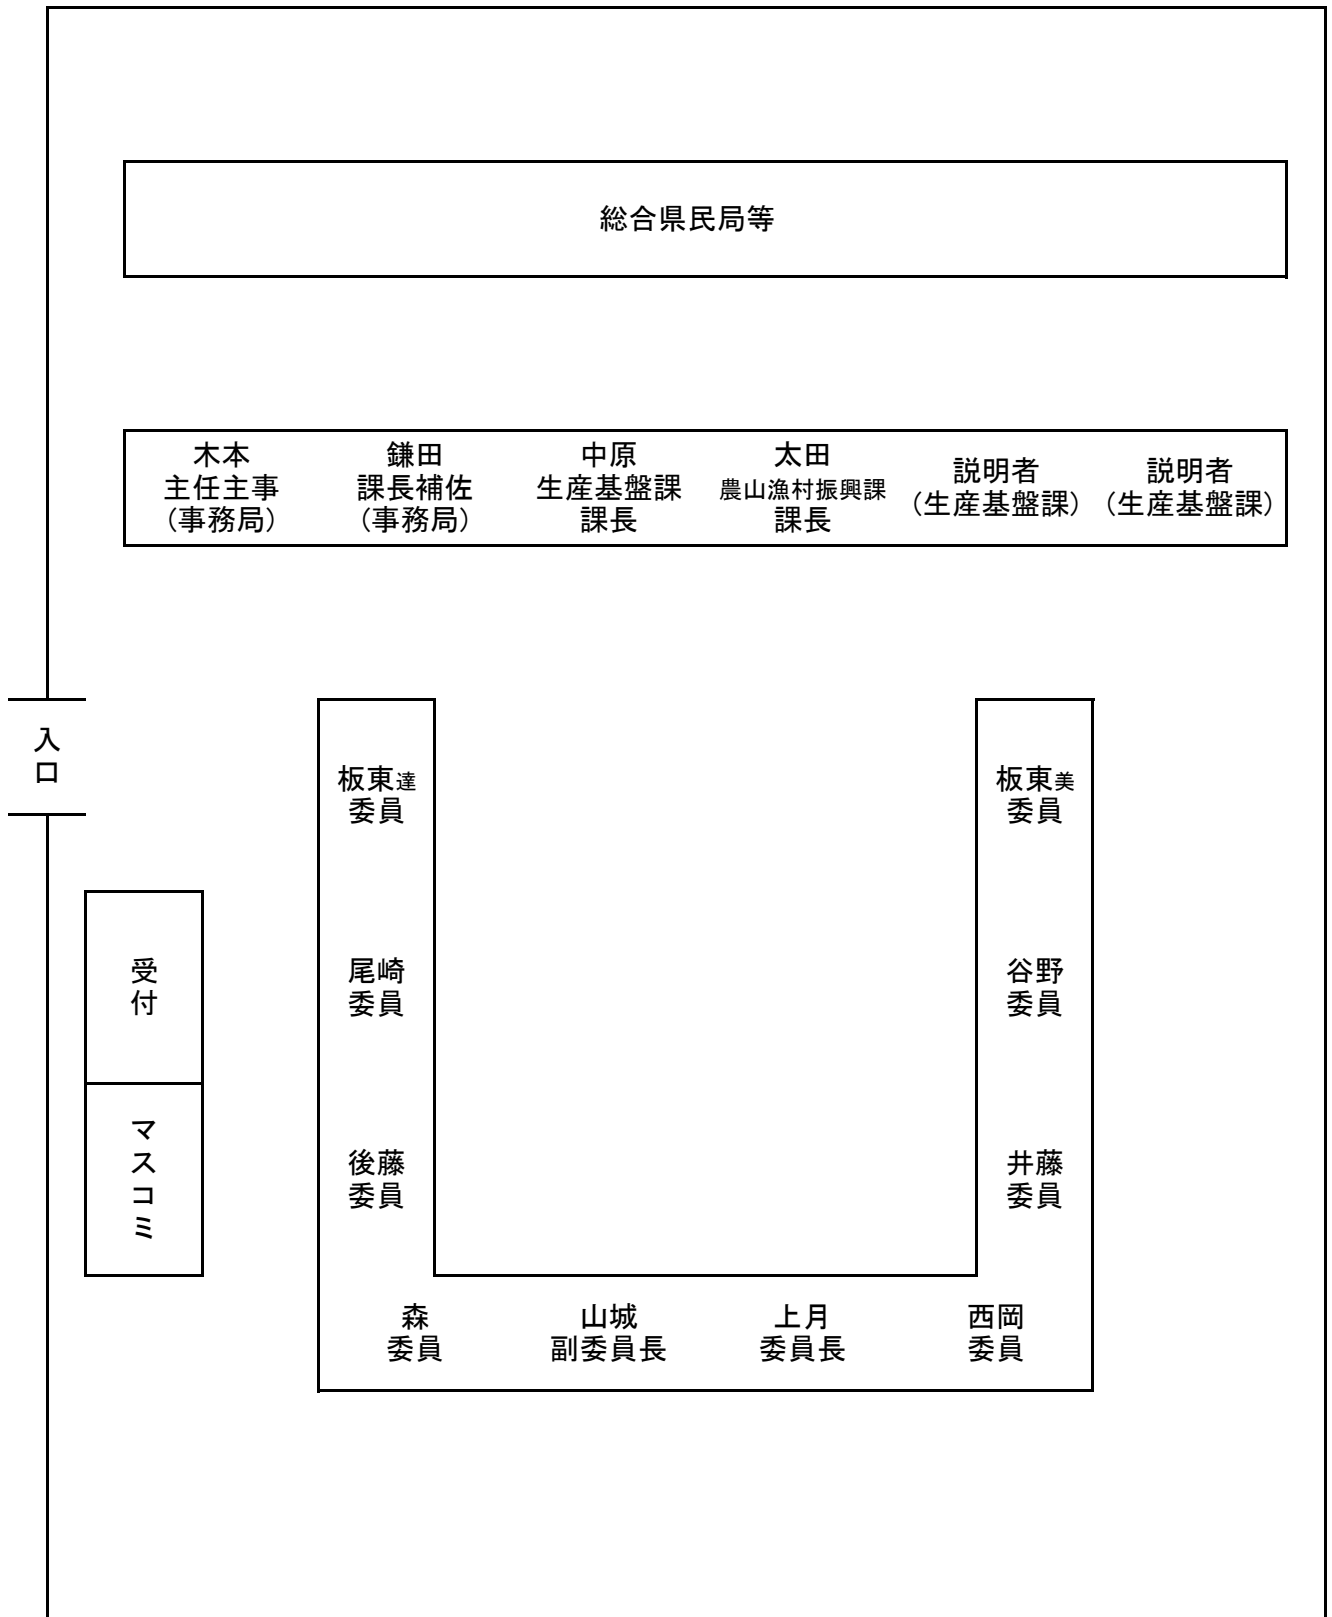 総合県民局等
木本
主任主事
（事務局）
鎌田
課長補佐
（事務局）
中原
生産基盤課
課長
太田
農山漁村振興課
課長
説明者
（生産基盤課）
説明者
（生産基盤課）
入口
板東達
委員
板東美
委員
受付
尾崎
委員
谷野
委員
マスコミ
後藤
委員
井藤
委員
森
委員
山城
副委員長
上月
委員長
西岡
委員